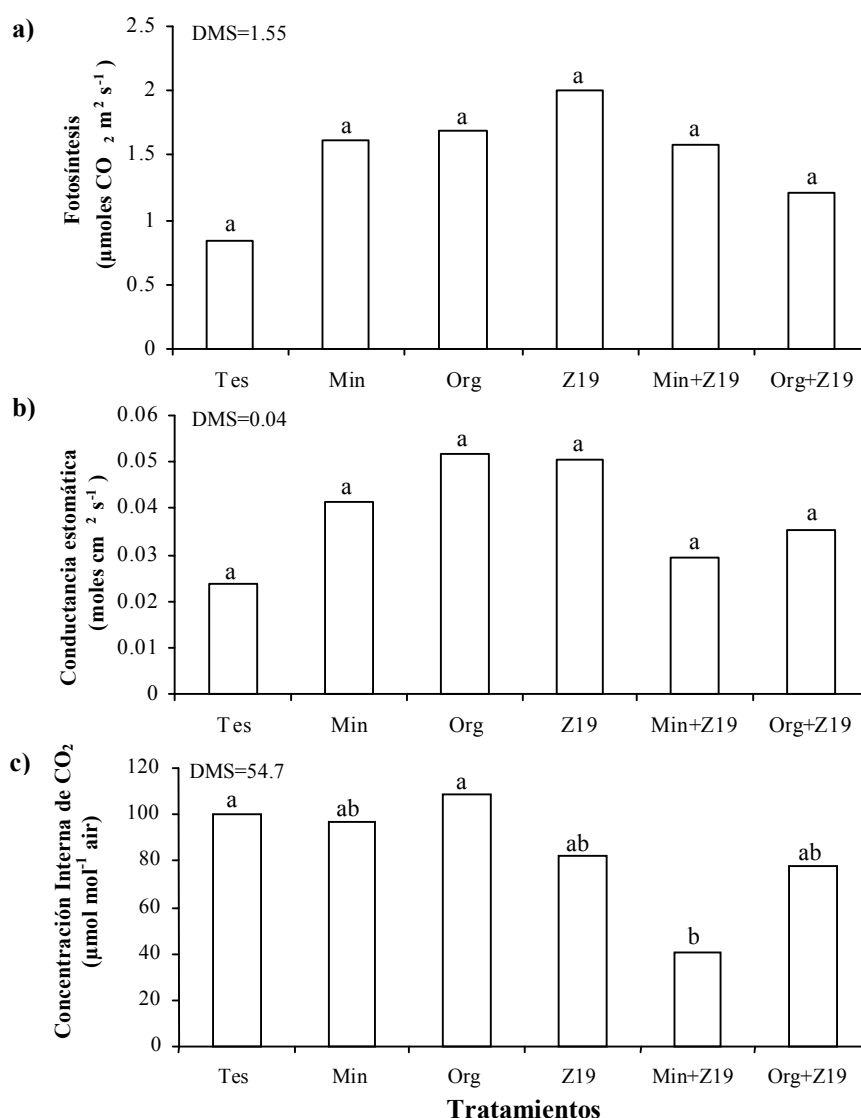 a)
DMS=1.55
Fotosíntesis
(µmoles CO 2 m² s⁻¹)
2.5
2
1.5
1
0.5
0
a a a a a a
Tes Min Org Z19 Min+Z19 Org+Z19
b)
DMS=0.04
Conductancia estomática
(moles cm ² s⁻¹)
0.06
0.05
0.04
0.03
0.02
0.01
0
a a a a a a
Tes Min Org Z19 Min+Z19 Org+Z19
c)
DMS=54.7
Concentración Interna de CO₂
(µmol mol⁻¹ air)
120
100
80
60
40
20
0
a ab a ab b ab
Tes Min Org Z19 Min+Z19 Org+Z19
Tratamientos